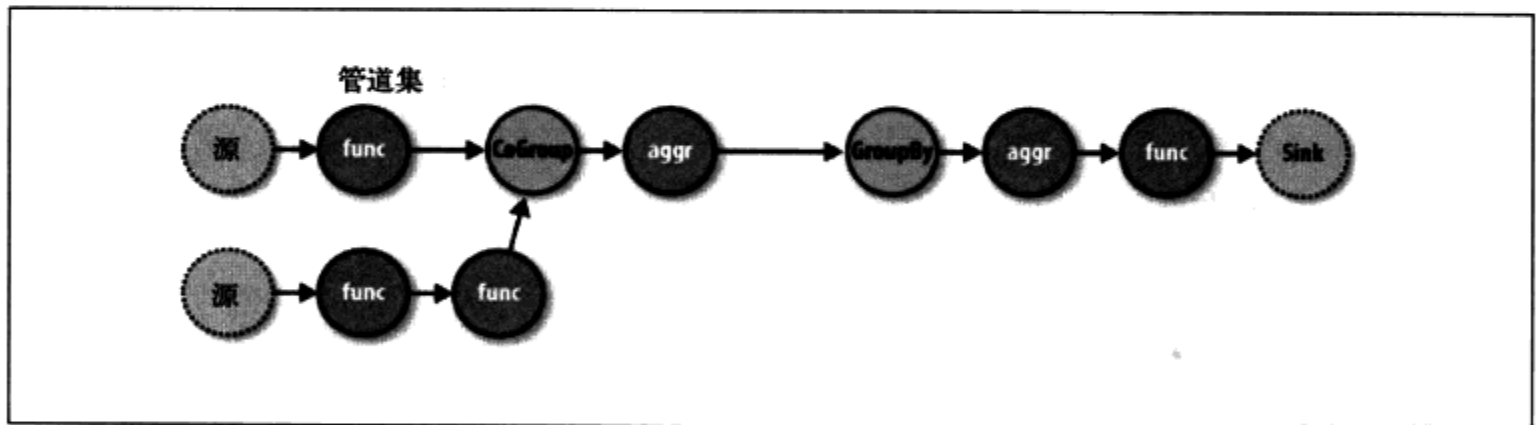 管道集
源
func
CoGroup
aggr
GroupBy
aggr
func
Sink
源
func
func